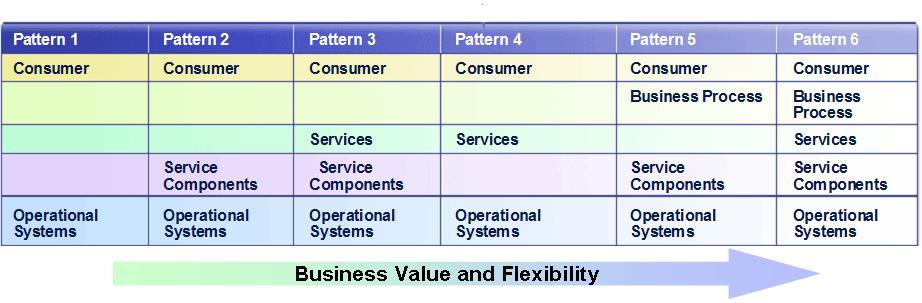 Pattern 1 Pattern 2 Pattern 3 Pattern 4 Pattern 5 Pattern 6
Consumer Consumer Consumer Consumer Consumer Consumer
Business Process Business
Process
Services Services Services
Service Service Service Service
Components Components Components Components
Operational Operational Operational Operational Operational Operational
Systems Systems Systems Systems Systems Systems
Business Value and Flexibility